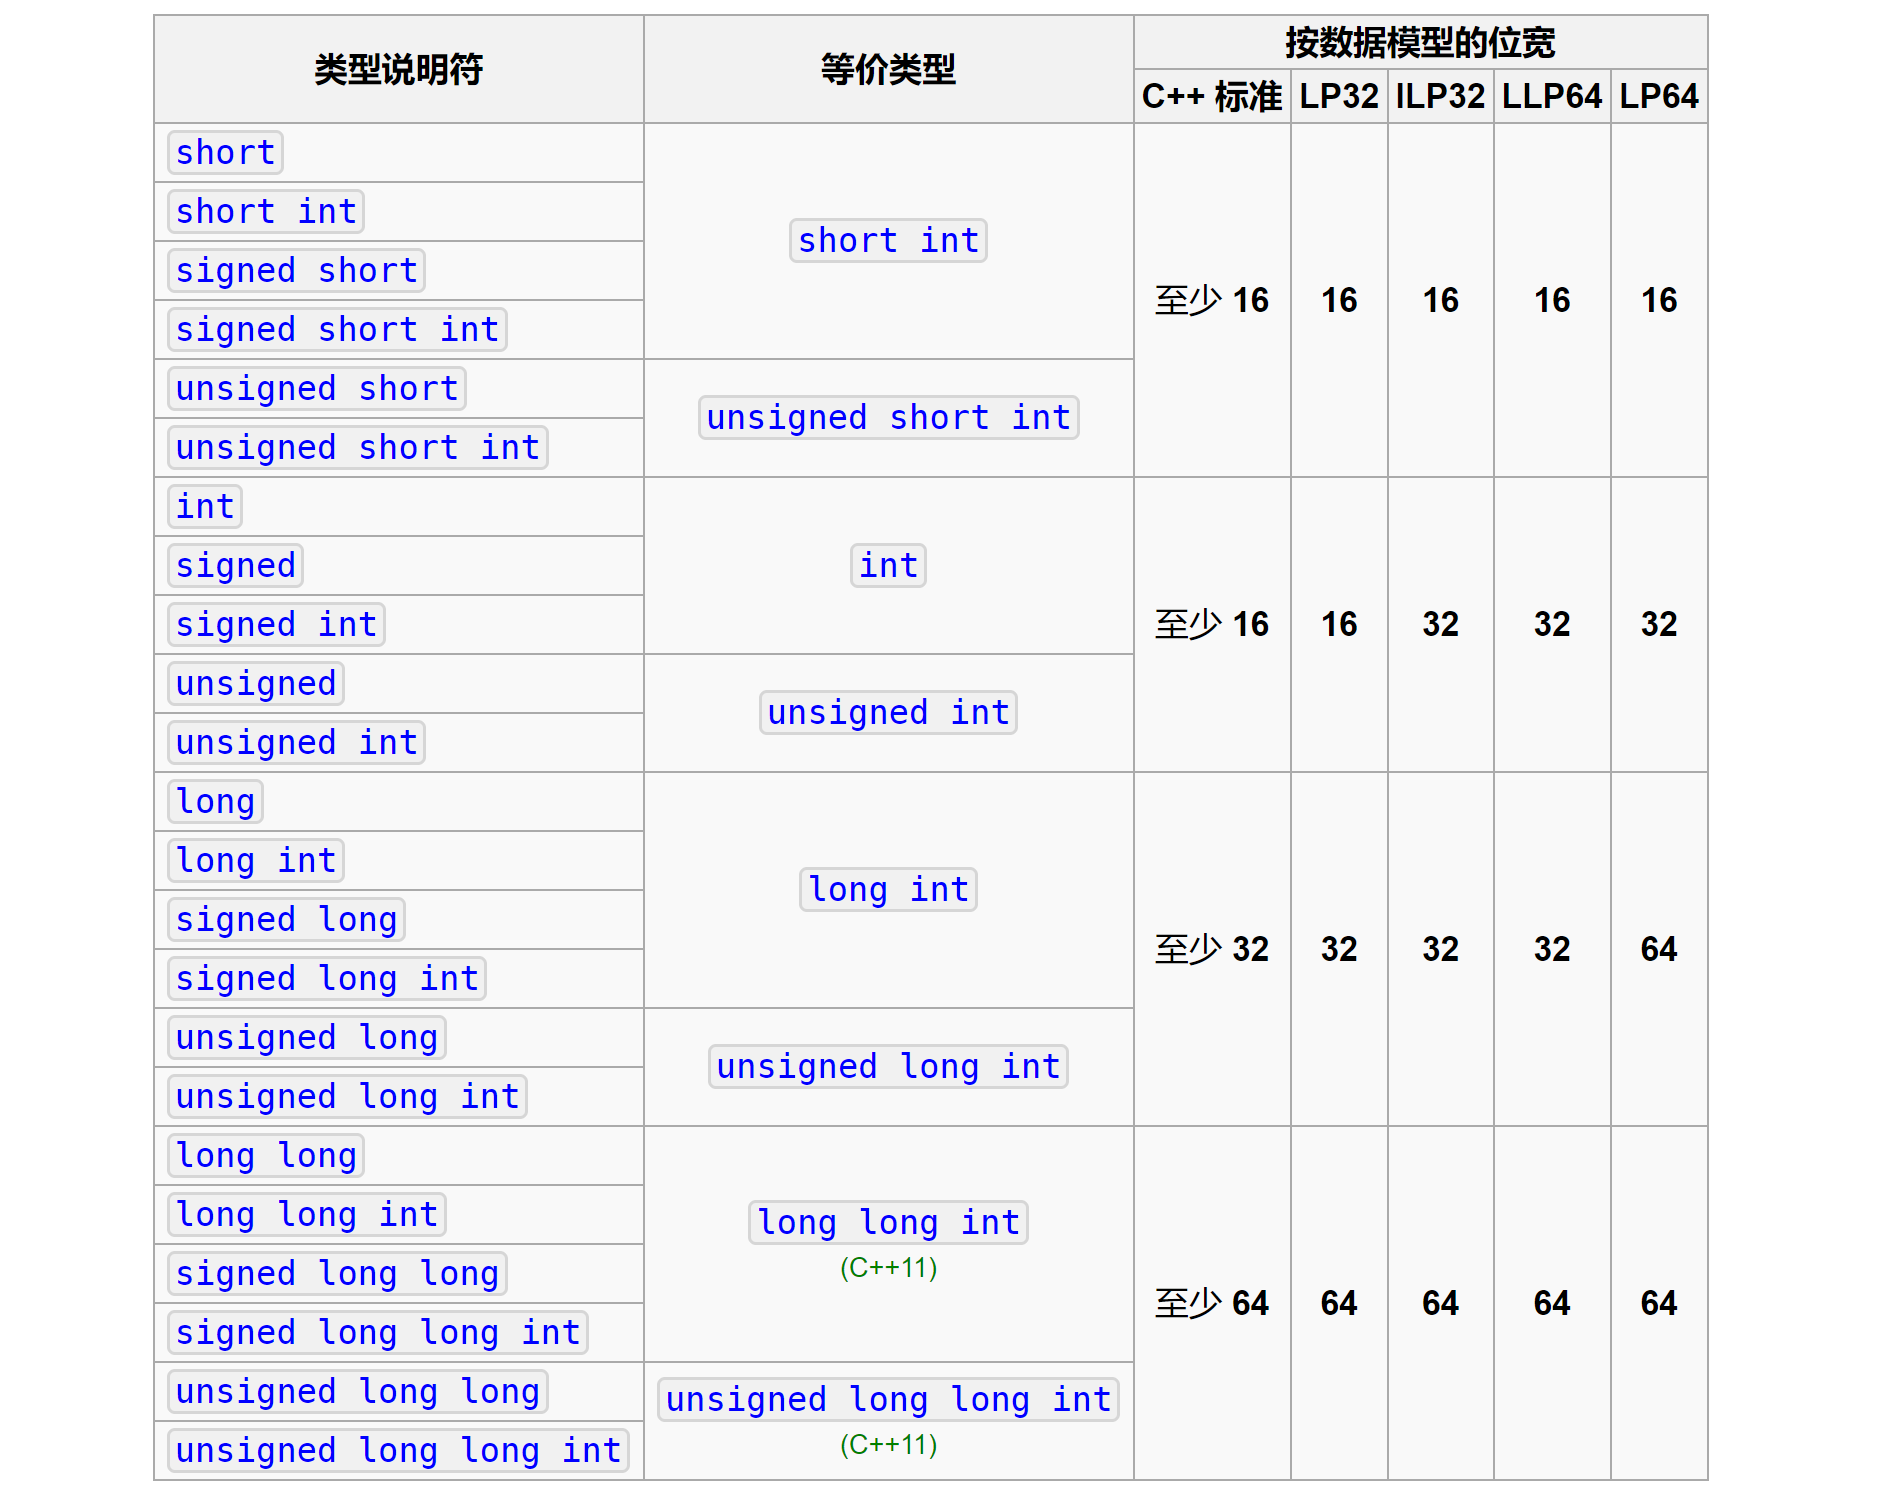 类型说明符 等价类型 按数据模型的位宽
C++ 标准 LP32 ILP32 LLP64 LP64
short
short int
short int
signed short
至少 16 16 16 16 16
signed short int
unsigned short
unsigned short int
unsigned short int
int
signed int
signed int
至少 16 16 32 32 32
unsigned
unsigned int
unsigned int
long
long int
long int
signed long
至少 32 32 32 32 64
signed long int
unsigned long
unsigned long int
unsigned long int
long long
long long int
long long int
(C++11)
signed long long
至少 64 64 64 64 64
signed long long int
unsigned long long
unsigned long long int
(C++11)
unsigned long long int